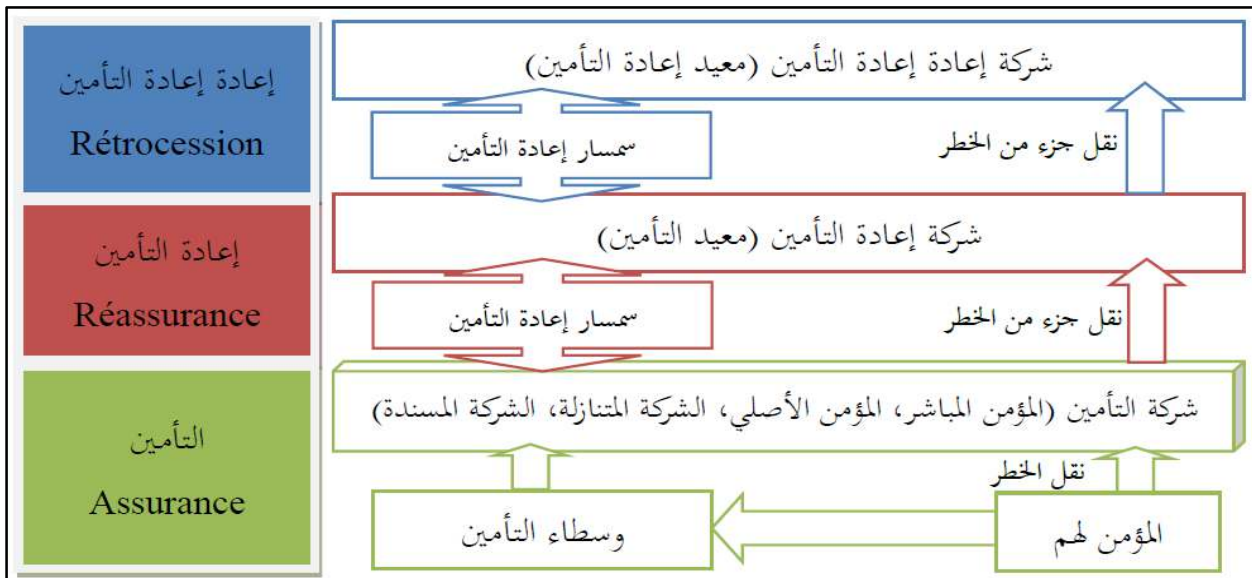 شركة إعادة إعادة التأمين (معيد إعادة التأمين)
إعادة إعادة التأمين
Rétrocession
نقل جزء من الخطر
سمسار إعادة التأمين
شركة إعادة التأمين (معيد التأمين)
إعادة التأمين
Réassurance
نقل جزء من الخطر
سمسار إعادة التأمين
شركة التأمين (المؤمن المباشر، المؤمن الأصلي، الشركة المتنازلة، الشركة المسندة)
التأمين
Assurance
نقل الخطر
المؤمن لهم
وسطاء التأمين